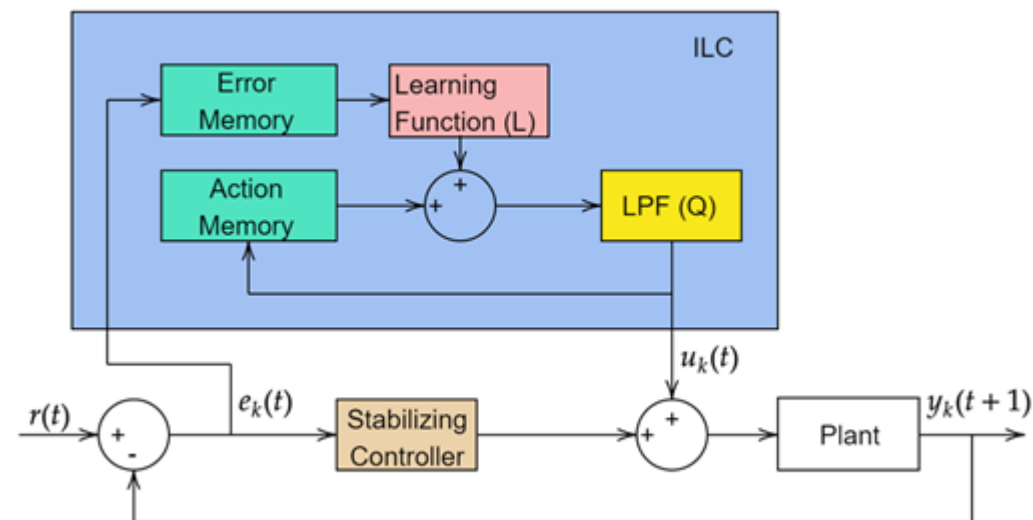 ILC
Error
Memory
Learning
Function (L)
+
Action
Memory
+
LPF (Q)
u_k(t)
r(t)
e_k(t)
y_k(t + 1)
+
-
Stabilizing
Controller
+
+
Plant